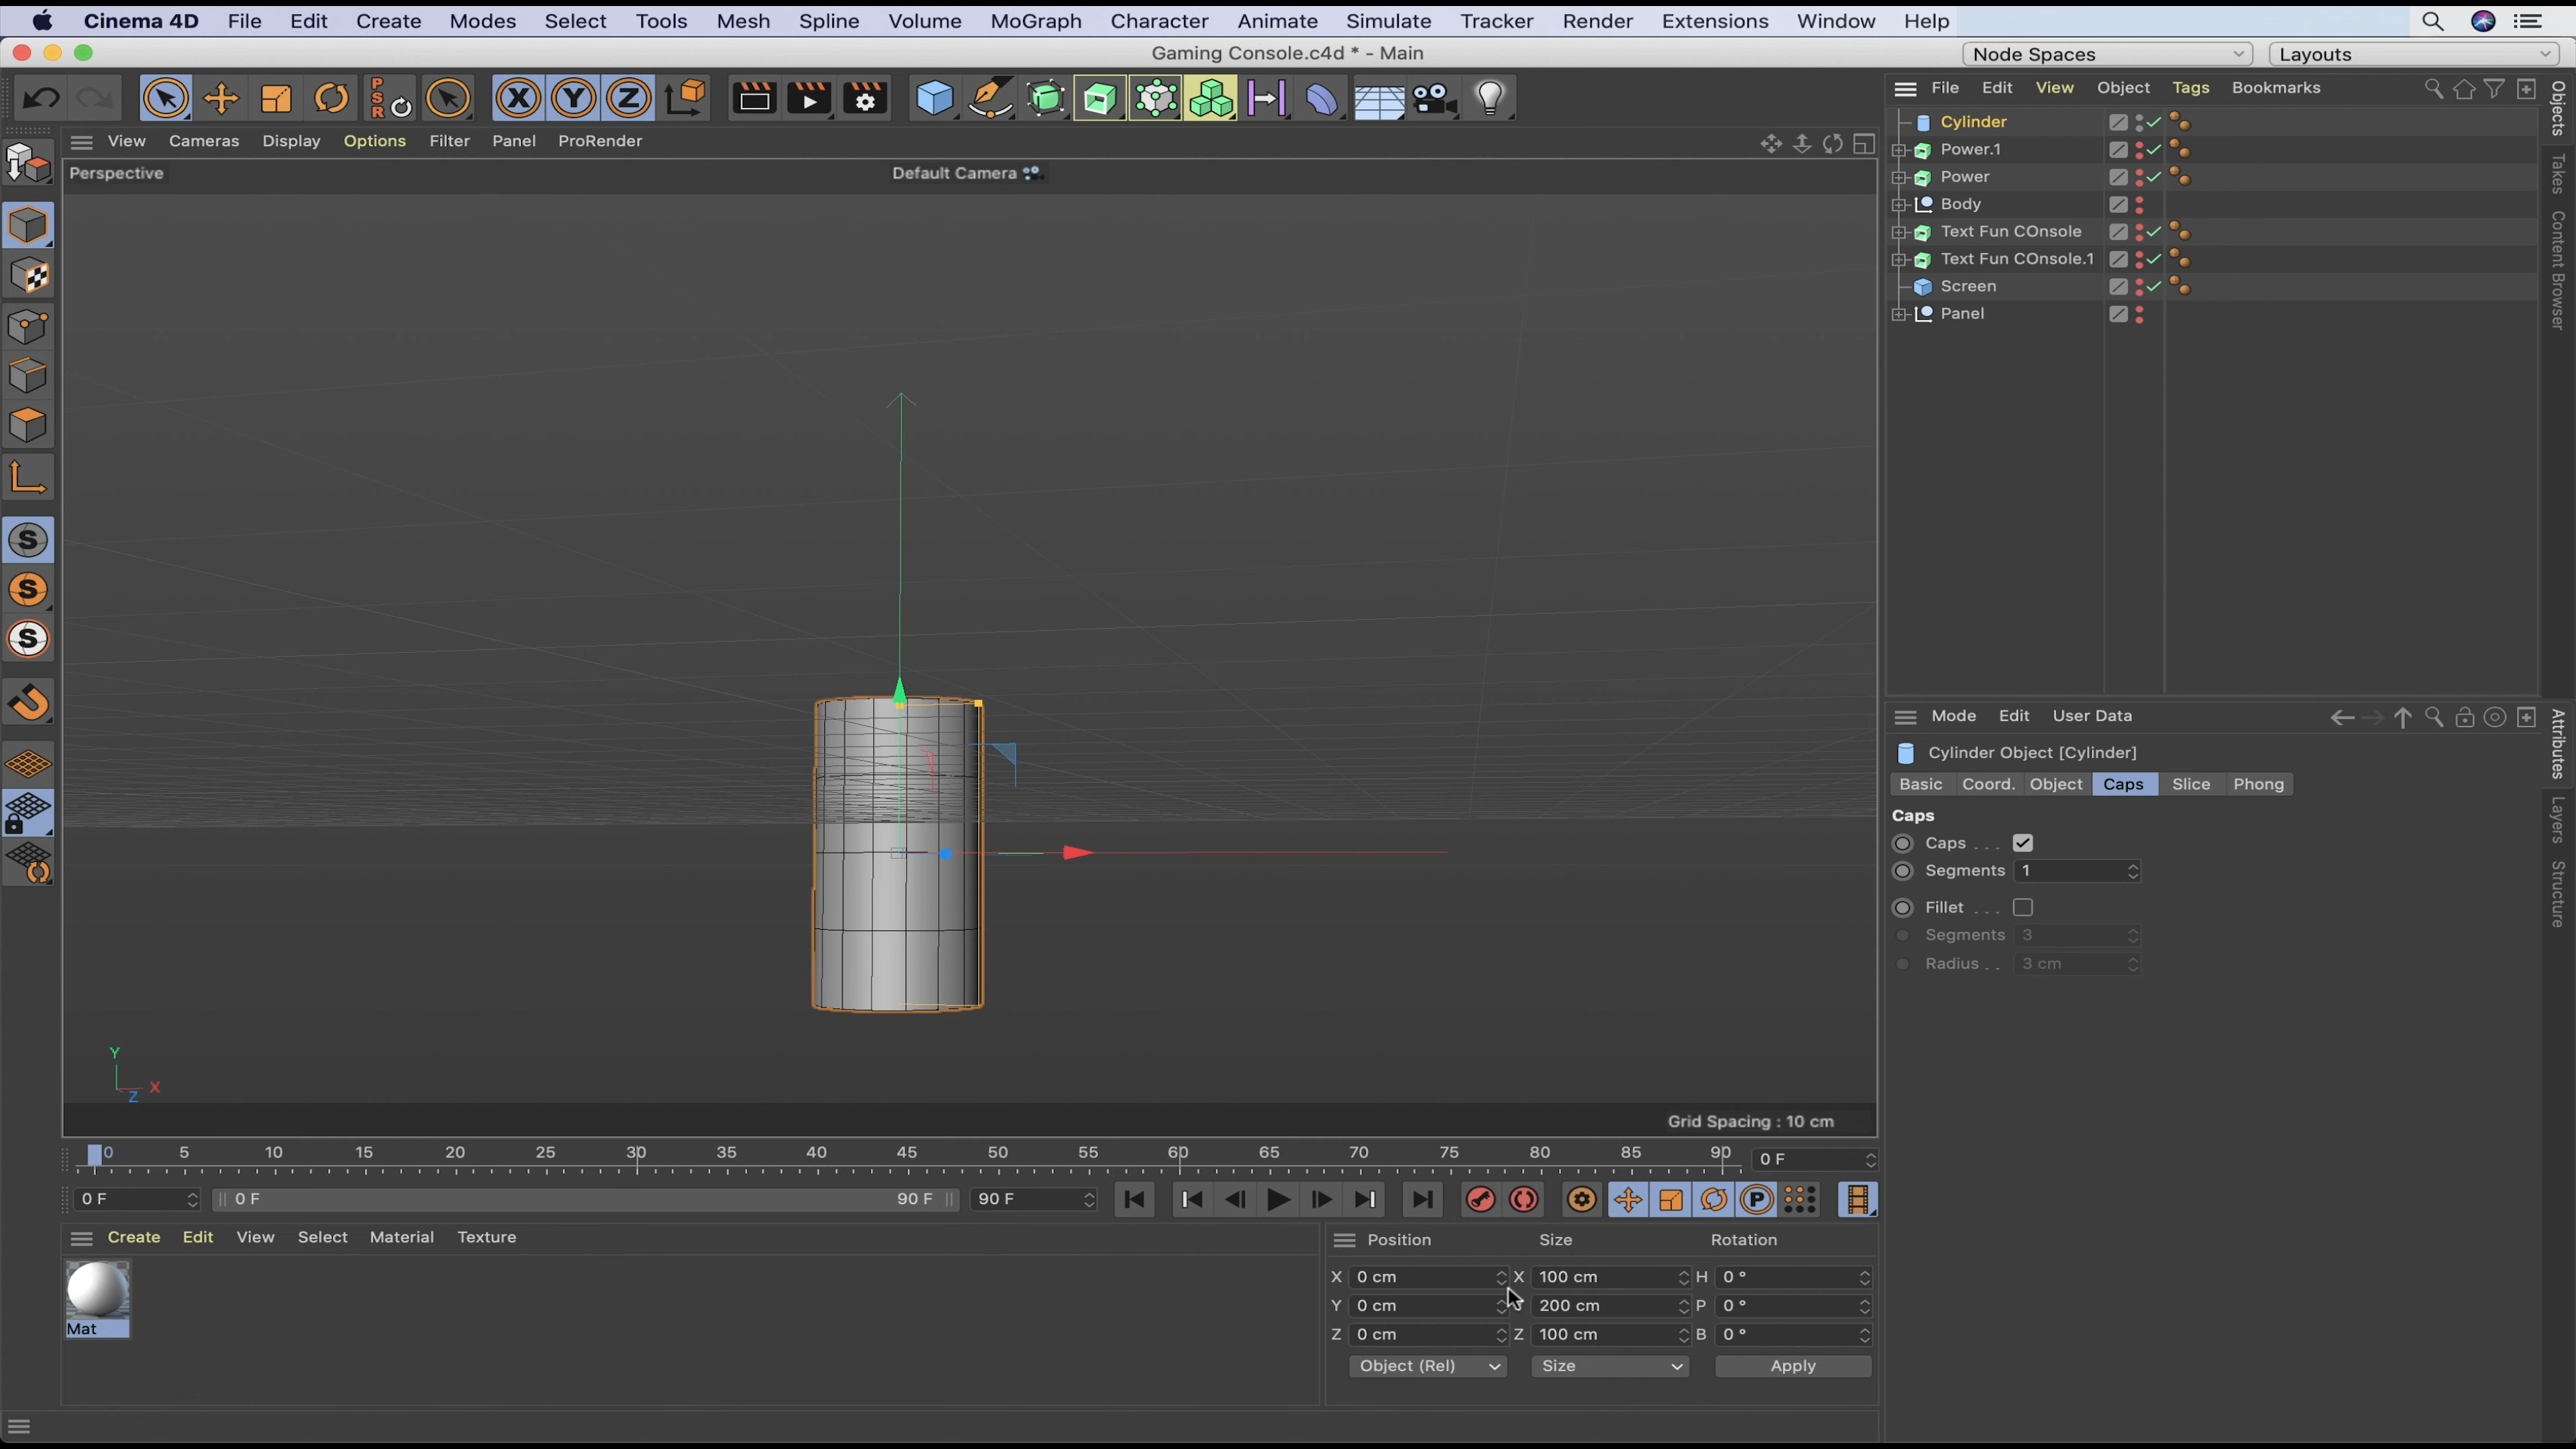 Cinema 4D File Edit Create Modes Select Tools Mesh Spline Volume MoGraph Character Animate Simulate Tracker Render Extensions Window Help
Gaming Console.c4d * - Main
Node Spaces
Layouts
P
S
R
X Y Z
File Edit View Object Tags Bookmarks
View Cameras Display Options Filter Panel ProRender
Perspective
Default Camera
Cylinder
Power.1
Power
Body
Text Fun COnsole
Text Fun COnsole.1
Screen
Panel
Objects
Takes
Content Browser
S
S
S
Y
X
Z
Grid Spacing : 10 cm
Mode Edit User Data
Cylinder Object [Cylinder]
Basic Coord. Object Caps Slice Phong
Caps
Caps . . .
Segments 1
Fillet . . .
Segments 3
Radius . . 3 cm
Attributes
Layers
Structure
0 5 10 15 20 25 30 35 40 45 50 55 60 65 70 75 80 85 90 0 F
0 F 0 F 90 F 90 F
P
Create Edit View Select Material Texture
Mat
Position Size Rotation
X 0 cm X 100 cm H 0 °
Y 0 cm 200 cm P 0 °
Z 0 cm Z 100 cm B 0 °
Object (Rel) Size Apply